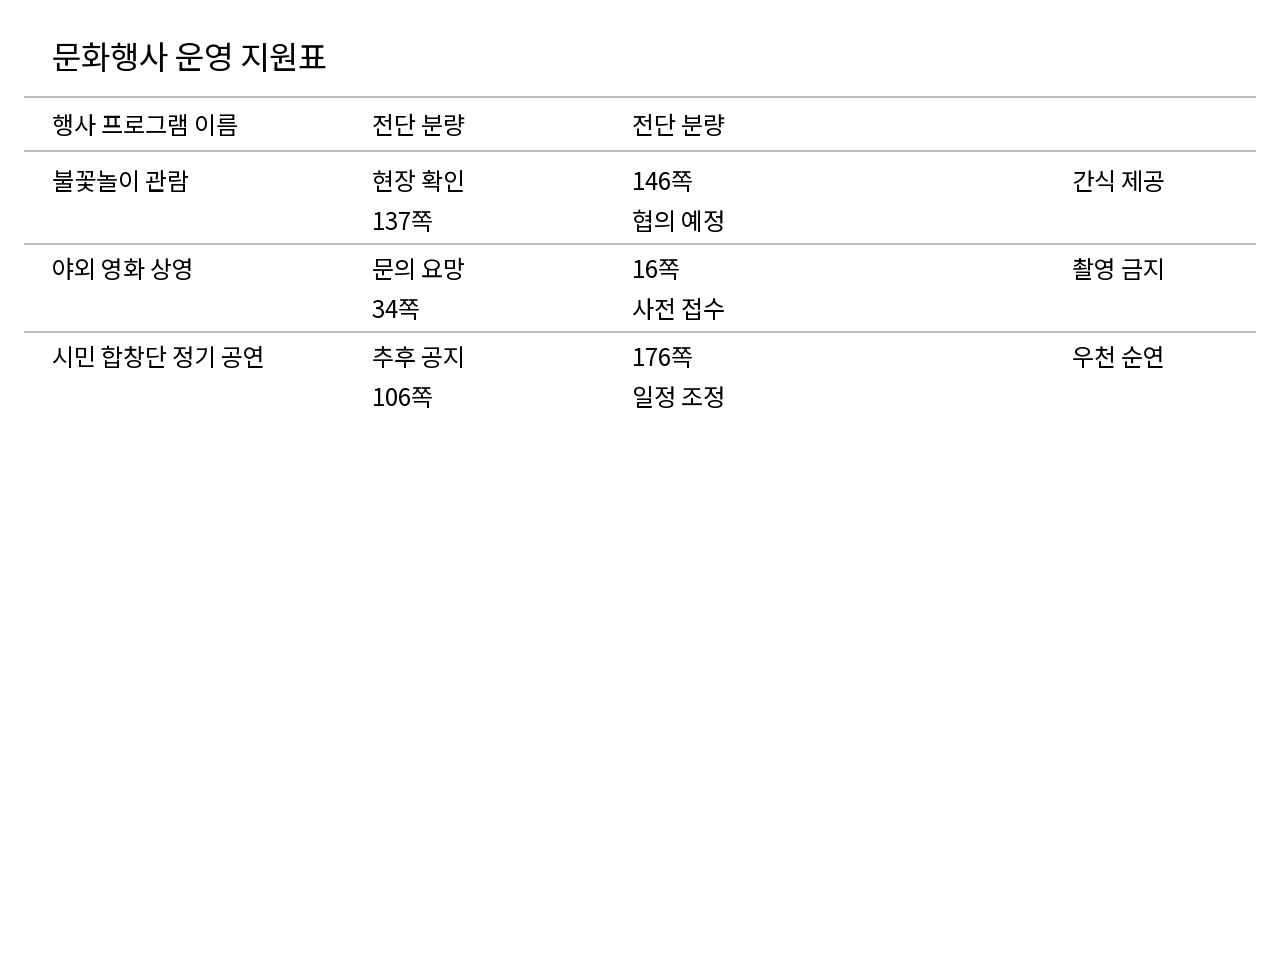 문화행사 운영 지원표
행사 프로그램 이름 전단 분량 전단 분량
불꽃놀이 관람 현장 확인 146쪽 간식 제공
137쪽 협의 예정
야외 영화 상영 문의 요망 16쪽 촬영 금지
34쪽 사전 접수
시민 합창단 정기 공연 추후 공지 176쪽 우천 순연
106쪽 일정 조정